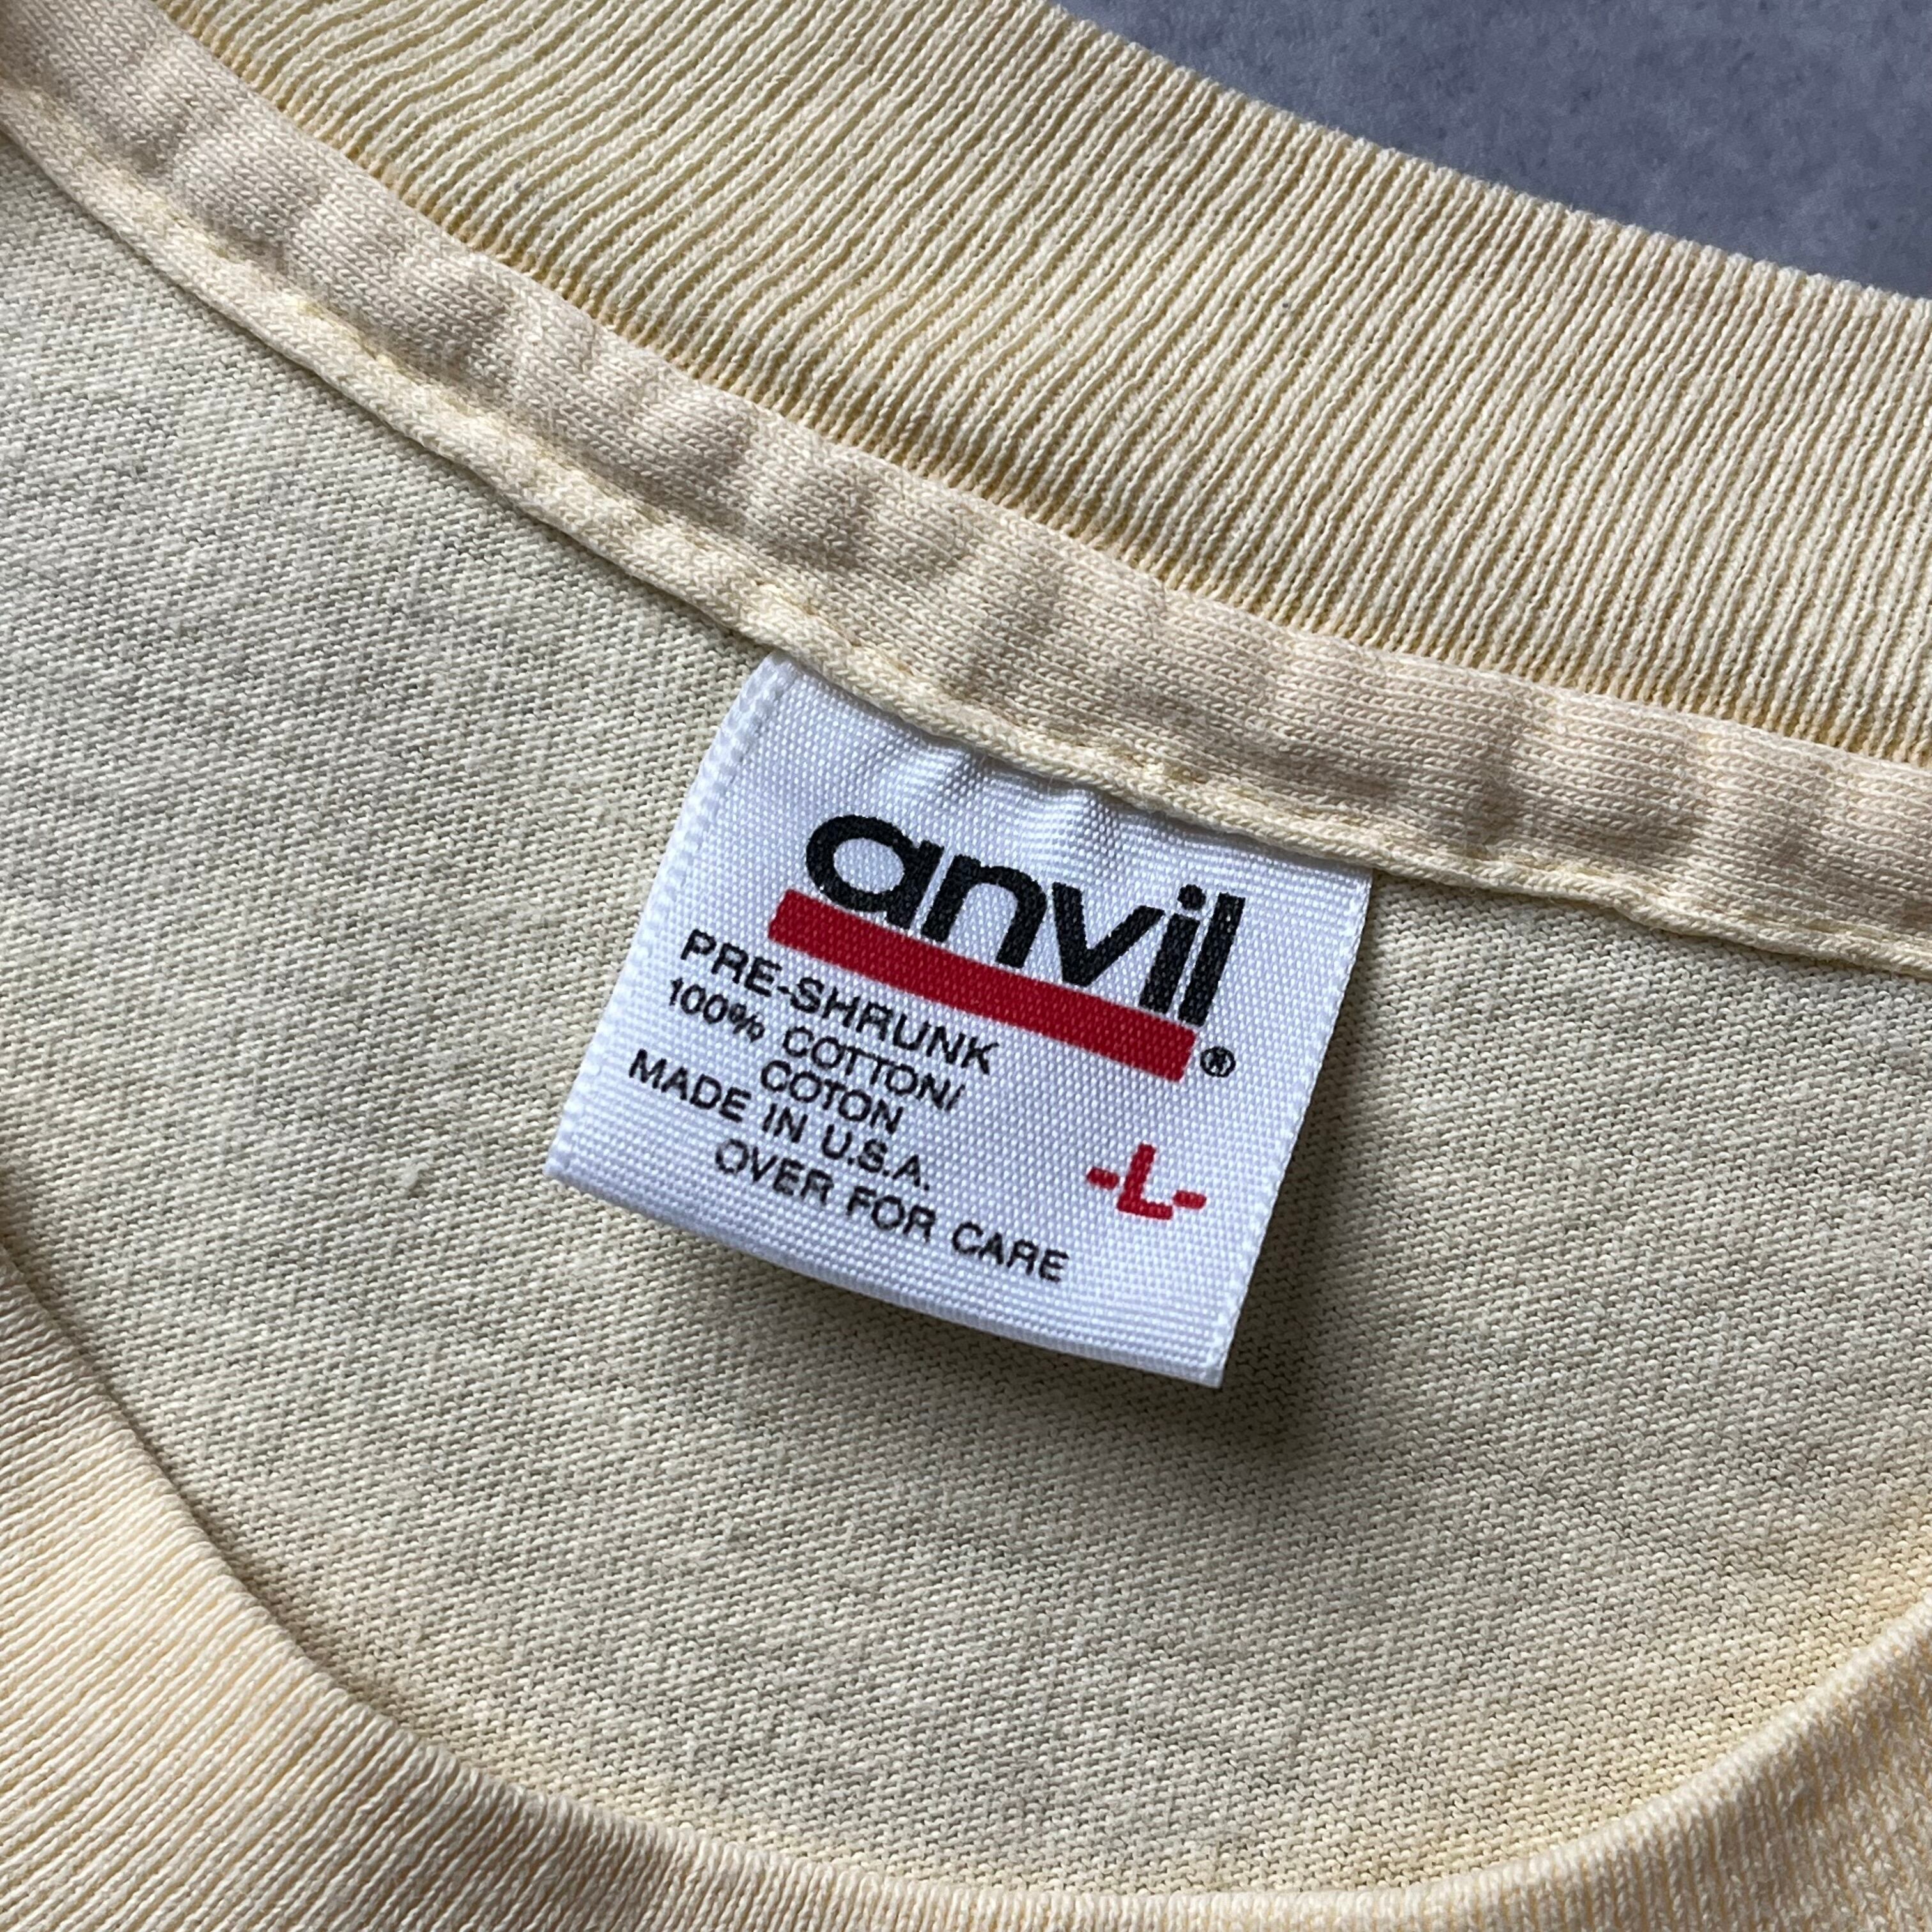 anvil®
PRE-SHRUNK
100% COTTON/
COTON
MADE IN U.S.A.
-L-
OVER FOR CARE